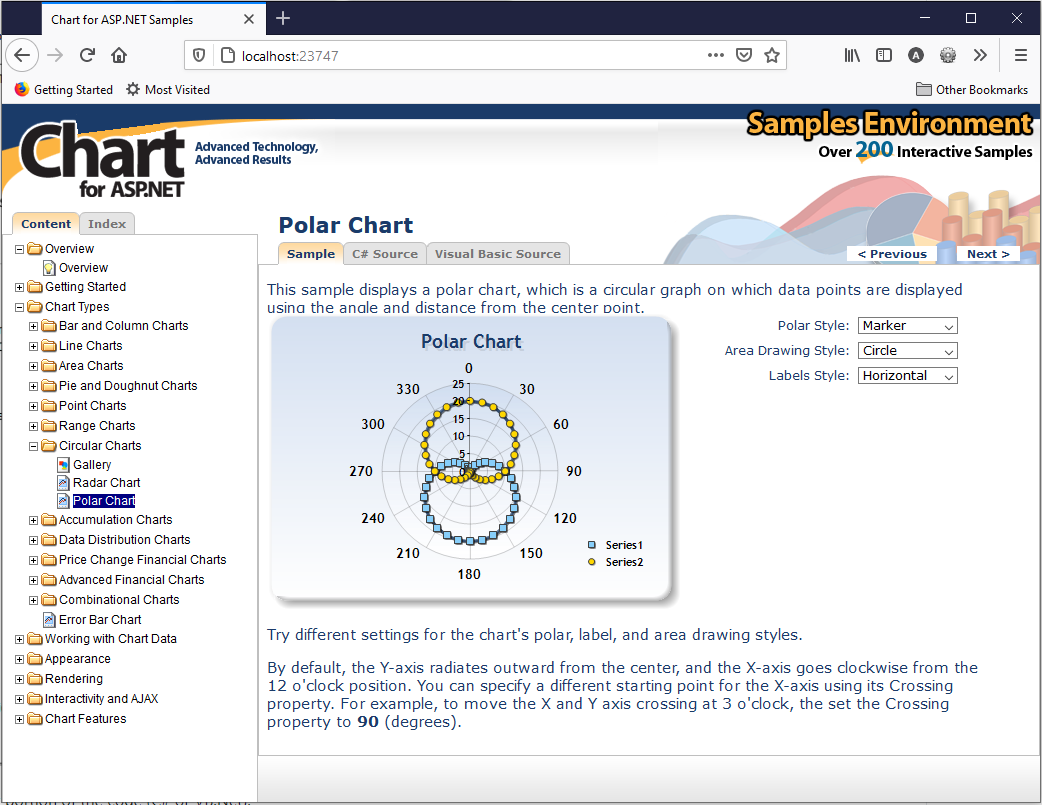 Chart for ASP.NET Samples
localhost:23747
Getting Started
Most Visited
Other Bookmarks
Chart
for ASP.NET
Advanced Technology,
Advanced Results
Samples Environment
Over 200 Interactive Samples
Content
Index
Overview
Overview
Getting Started
Chart Types
Bar and Column Charts
Line Charts
Area Charts
Pie and Doughnut Charts
Point Charts
Range Charts
Circular Charts
Gallery
Radar Chart
Polar Chart
Accumulation Charts
Data Distribution Charts
Price Change Financial Charts
Advanced Financial Charts
Combinational Charts
Error Bar Chart
Working with Chart Data
Appearance
Rendering
Interactivity and AJAX
Chart Features
Polar Chart
Sample
C# Source
Visual Basic Source
< Previous
Next >
This sample displays a polar chart, which is a circular graph on which data points are displayed
using the angle and distance from the center point.
Polar Style: Marker
Area Drawing Style: Circle
Labels Style: Horizontal
Polar Chart
0
30
60
90
120
150
180
210
240
270
300
330
25
20
15
10
5
0
Series1
Series2
Try different settings for the chart's polar, label, and area drawing styles.
By default, the Y-axis radiates outward from the center, and the X-axis goes clockwise from the
12 o'clock position. You can specify a different starting point for the X-axis using its Crossing
property. For example, to move the X and Y axis crossing at 3 o'clock, the set the Crossing
property to 90 (degrees).